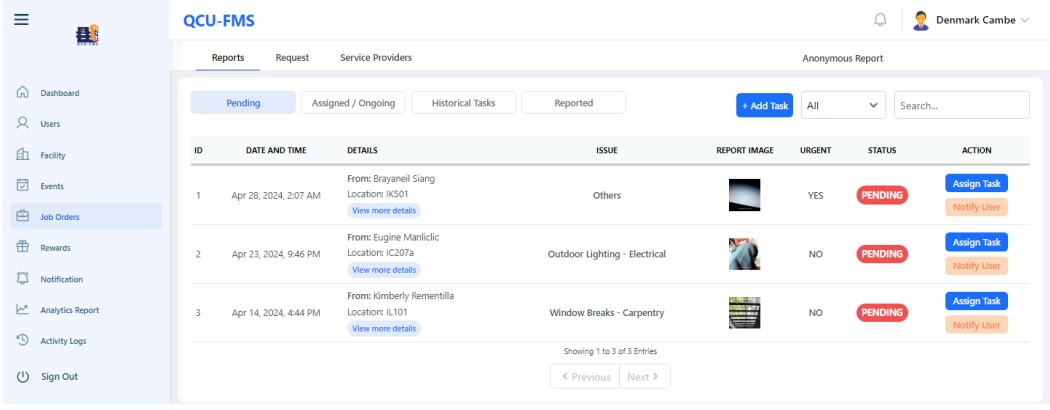 QCU-FMS
Denmark Cambe
QCU FMS
Dashboard
Users
Facility
Events
Job Orders
Rewards
Notification
Analytics Report
Activity Logs
Sign Out
Reports Request Service Providers Anonymous Report
Pending Assigned / Ongoing Historical Tasks Reported + Add Task All Search...
ID DATE AND TIME DETAILS ISSUE REPORT IMAGE URGENT STATUS ACTION
From: Brayaneil Siang
1 Apr 28, 2024, 2:07 AM Location: IK501 Others YES PENDING Assign Task
View more details Notify User
From: Eugine Manliclic
2 Apr 23, 2024, 9:46 PM Location: IC207a Outdoor Lighting - Electrical NO PENDING Assign Task
View more details Notify User
From: Kimberly Rementilla
3 Apr 14, 2024, 4:44 PM Location: IL101 Window Breaks - Carpentry NO PENDING Assign Task
View more details Notify User
Showing 1 to 3 of 3 Entries
Previous Next